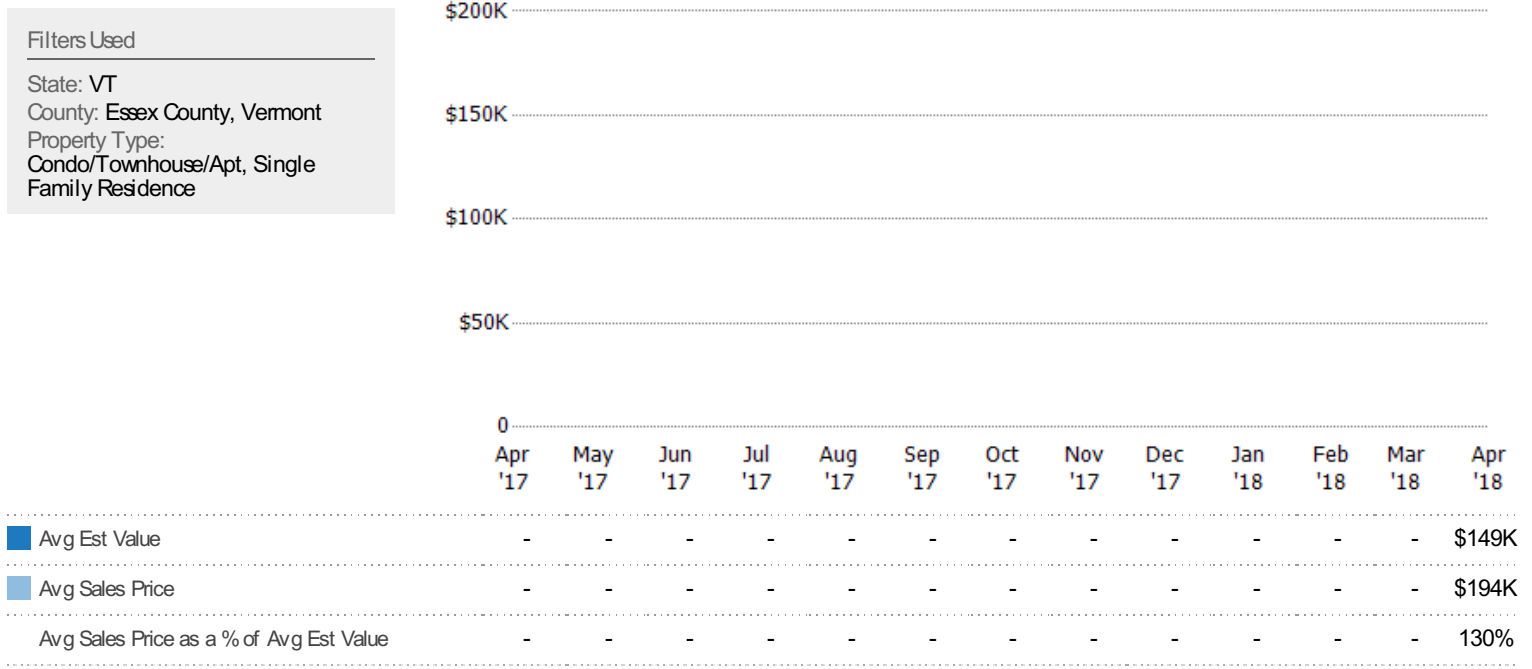 Filters Used
State: VT
County: Essex County, Vermont
Property Type:
Condo/Townhouse/Apt, Single
Family Residence
$200K
$150K
$100K
$50K
0
Apr May Jun Jul Aug Sep Oct Nov Dec Jan Feb Mar Apr
'17 '17 '17 '17 '17 '17 '17 '17 '17 '18 '18 '18 '18
Avg Est Value - - - - - - - - - - - - $149K
Avg Sales Price - - - - - - - - - - - - $194K
Avg Sales Price as a % of Avg Est Value - - - - - - - - - - - - 130%